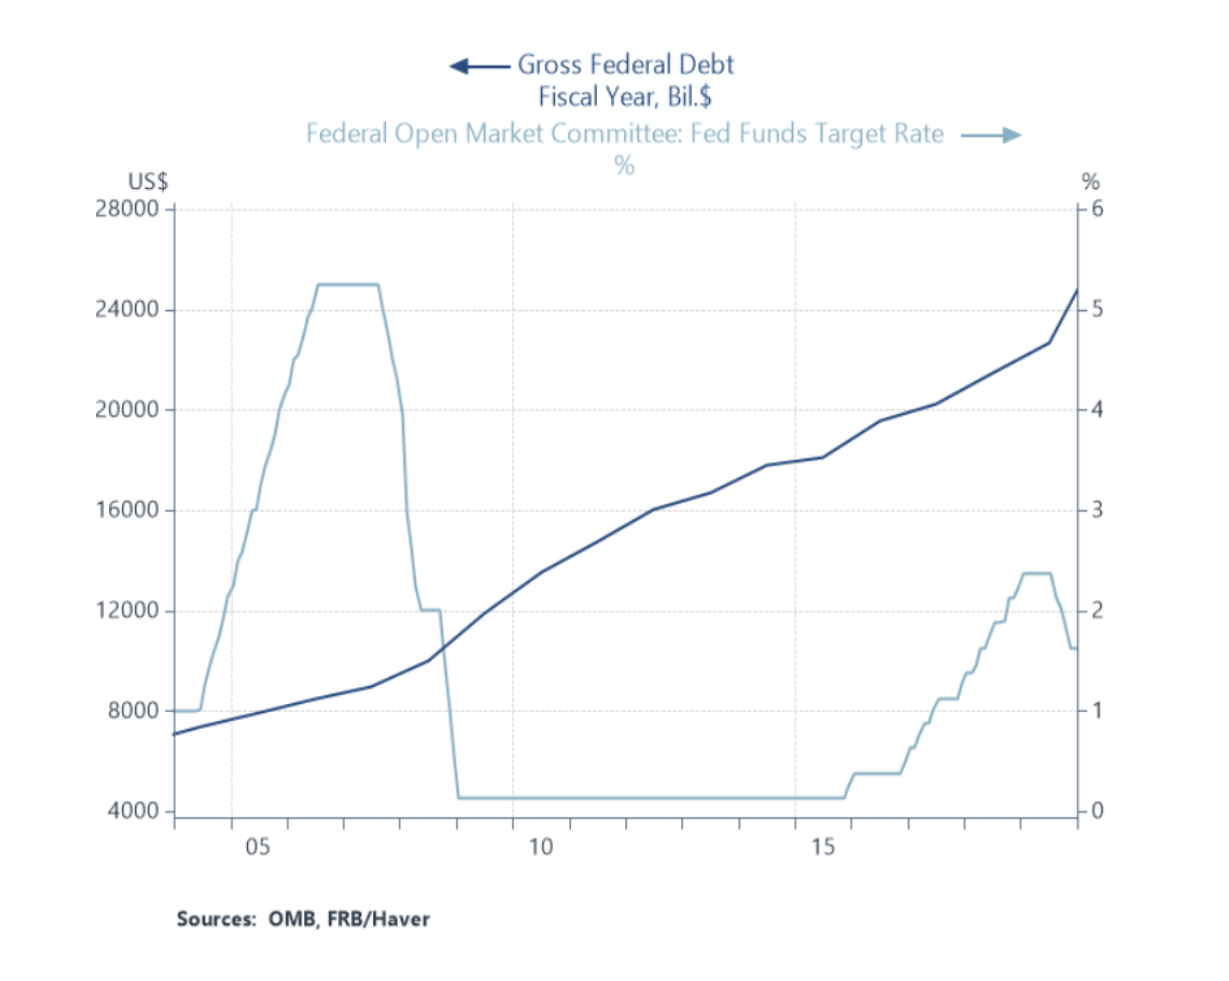 Gross Federal Debt
Fiscal Year, Bil.$
Federal Open Market Committee: Fed Funds Target Rate
%
US$ %
28000 6
24000 5
20000 4
16000 3
12000 2
8000 1
4000 0
05 10 15
Sources: OMB, FRB/Haver